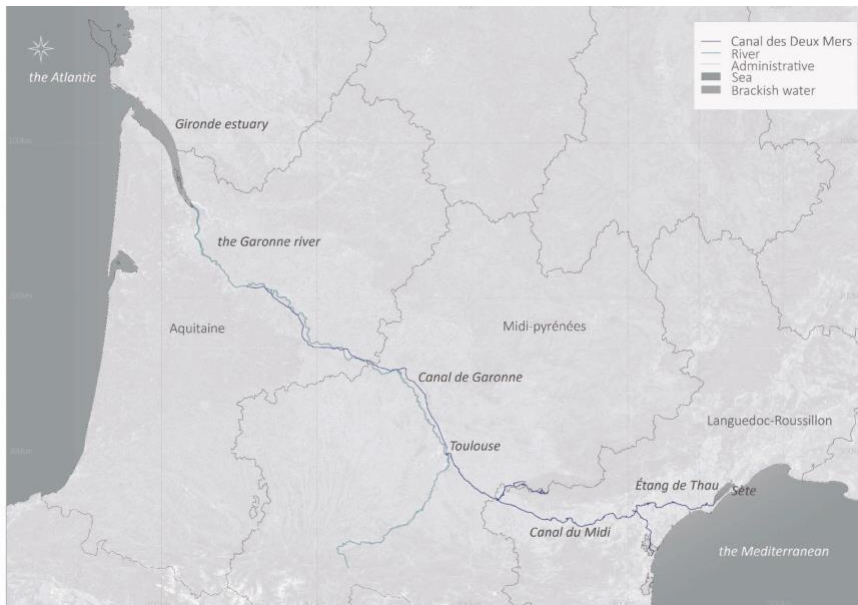 Canal des Deux Mers
River
Administrative
Sea
Brackish water
the Atlantic
Gironde estuary
100km
the Garonne river
Aquitaine
Midi-pyrénées
Canal de Garonne
Languedoc-Roussillon
Toulouse
Étang de Thau
Sète
Canal du Midi
the Mediterranean